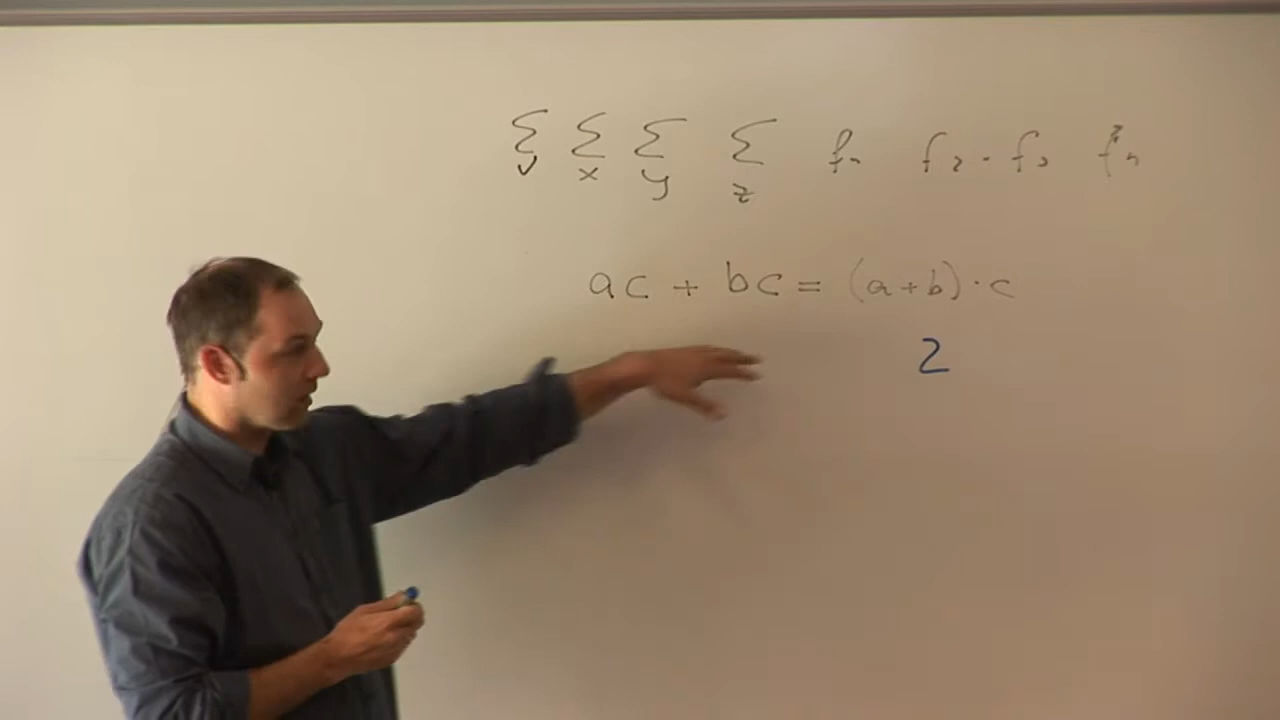 ∑ ∑ ∑ ∑ f₁ f₂ · f₃ fₙ
v x y z
ac + bc = (a+b)·c
2